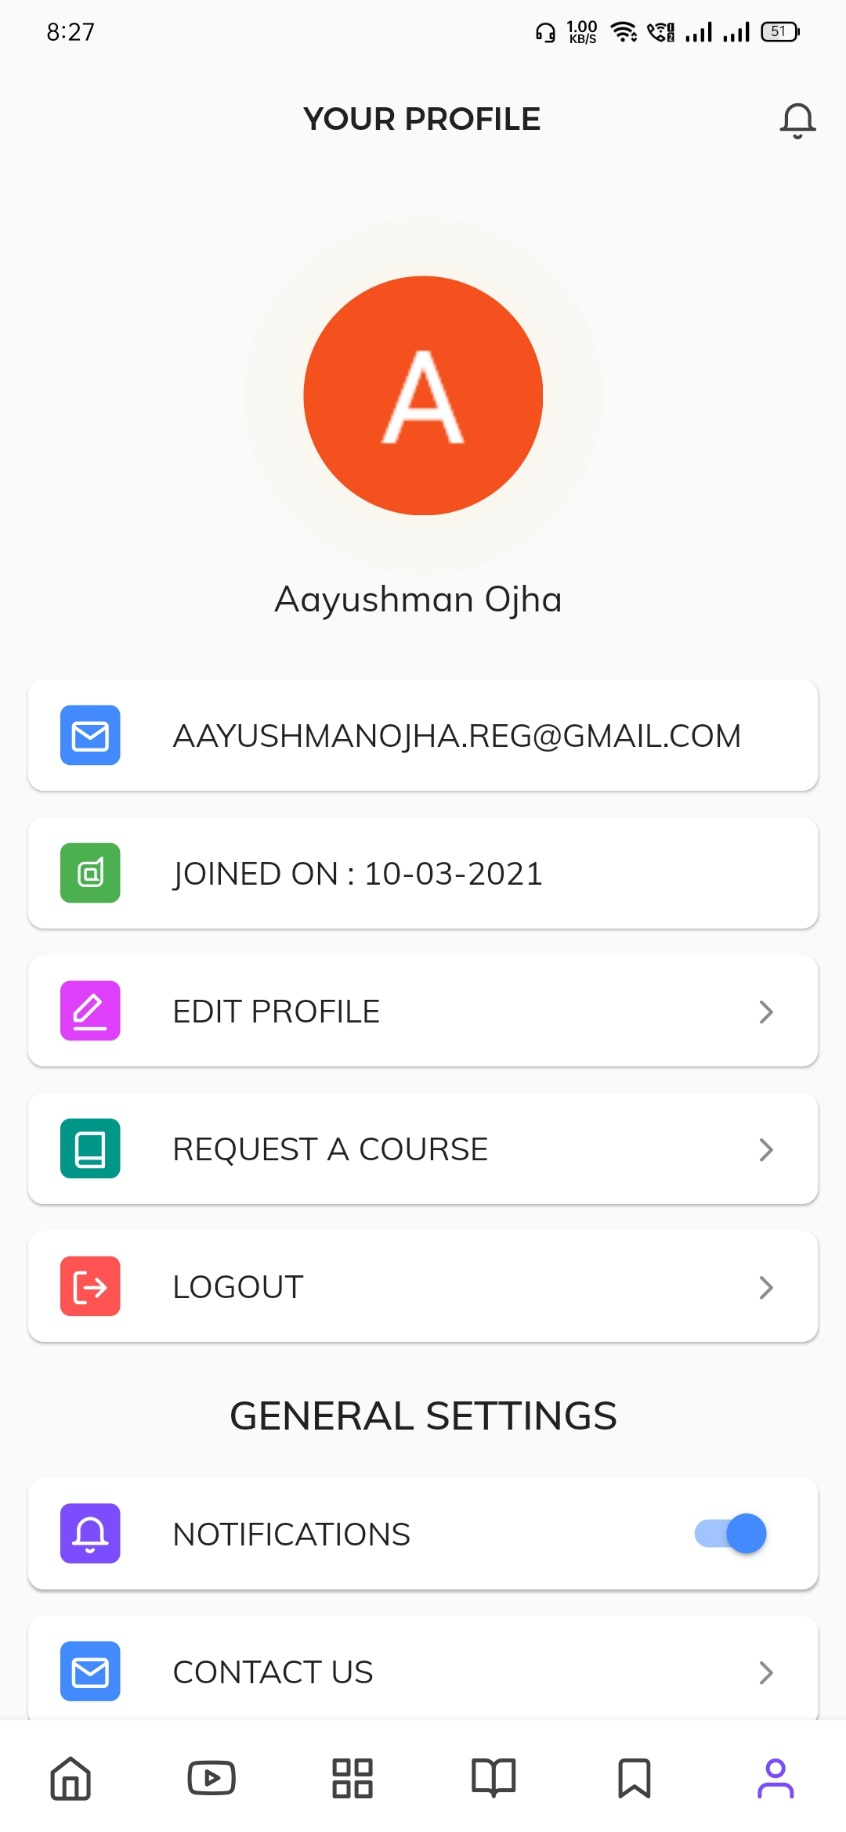 8:27
1.00
KB/S
51
YOUR PROFILE
A
Aayushman Ojha
AAYUSHMANOJHA.REG@GMAIL.COM
JOINED ON : 10-03-2021
EDIT PROFILE
REQUEST A COURSE
LOGOUT
GENERAL SETTINGS
NOTIFICATIONS
CONTACT US